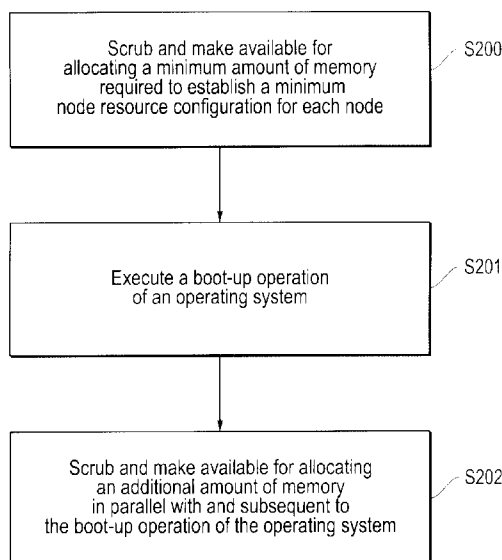 Scrub and make available for
allocating a minimum amount of memory
required to establish a minimum
node resource configuration for each node
S200
Execute a boot-up operation
of an operating system
S201
Scrub and make available for allocating
an additional amount of memory
in parallel with and subsequent to
the boot-up operation of the operating system
S202